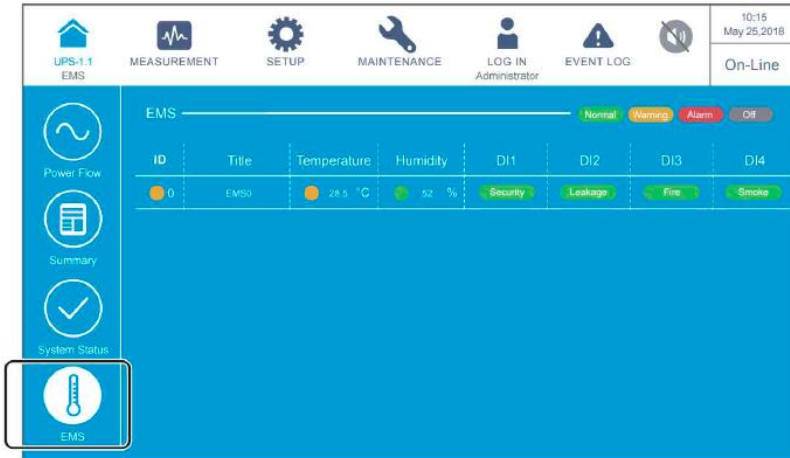 10:15
May 25,2018
UPS-1.1
EMS
MEASUREMENT
SETUP
MAINTENANCE
LOG IN
Administrator
EVENT LOG
On-Line
EMS
Normal Warning Alarm Off
ID Title Temperature Humidity DI1 DI2 DI3 DI4
0 EMS0 28.5 °C 52 % Security Leakage Fire Smoke
Power Flow
Summary
System Status
EMS